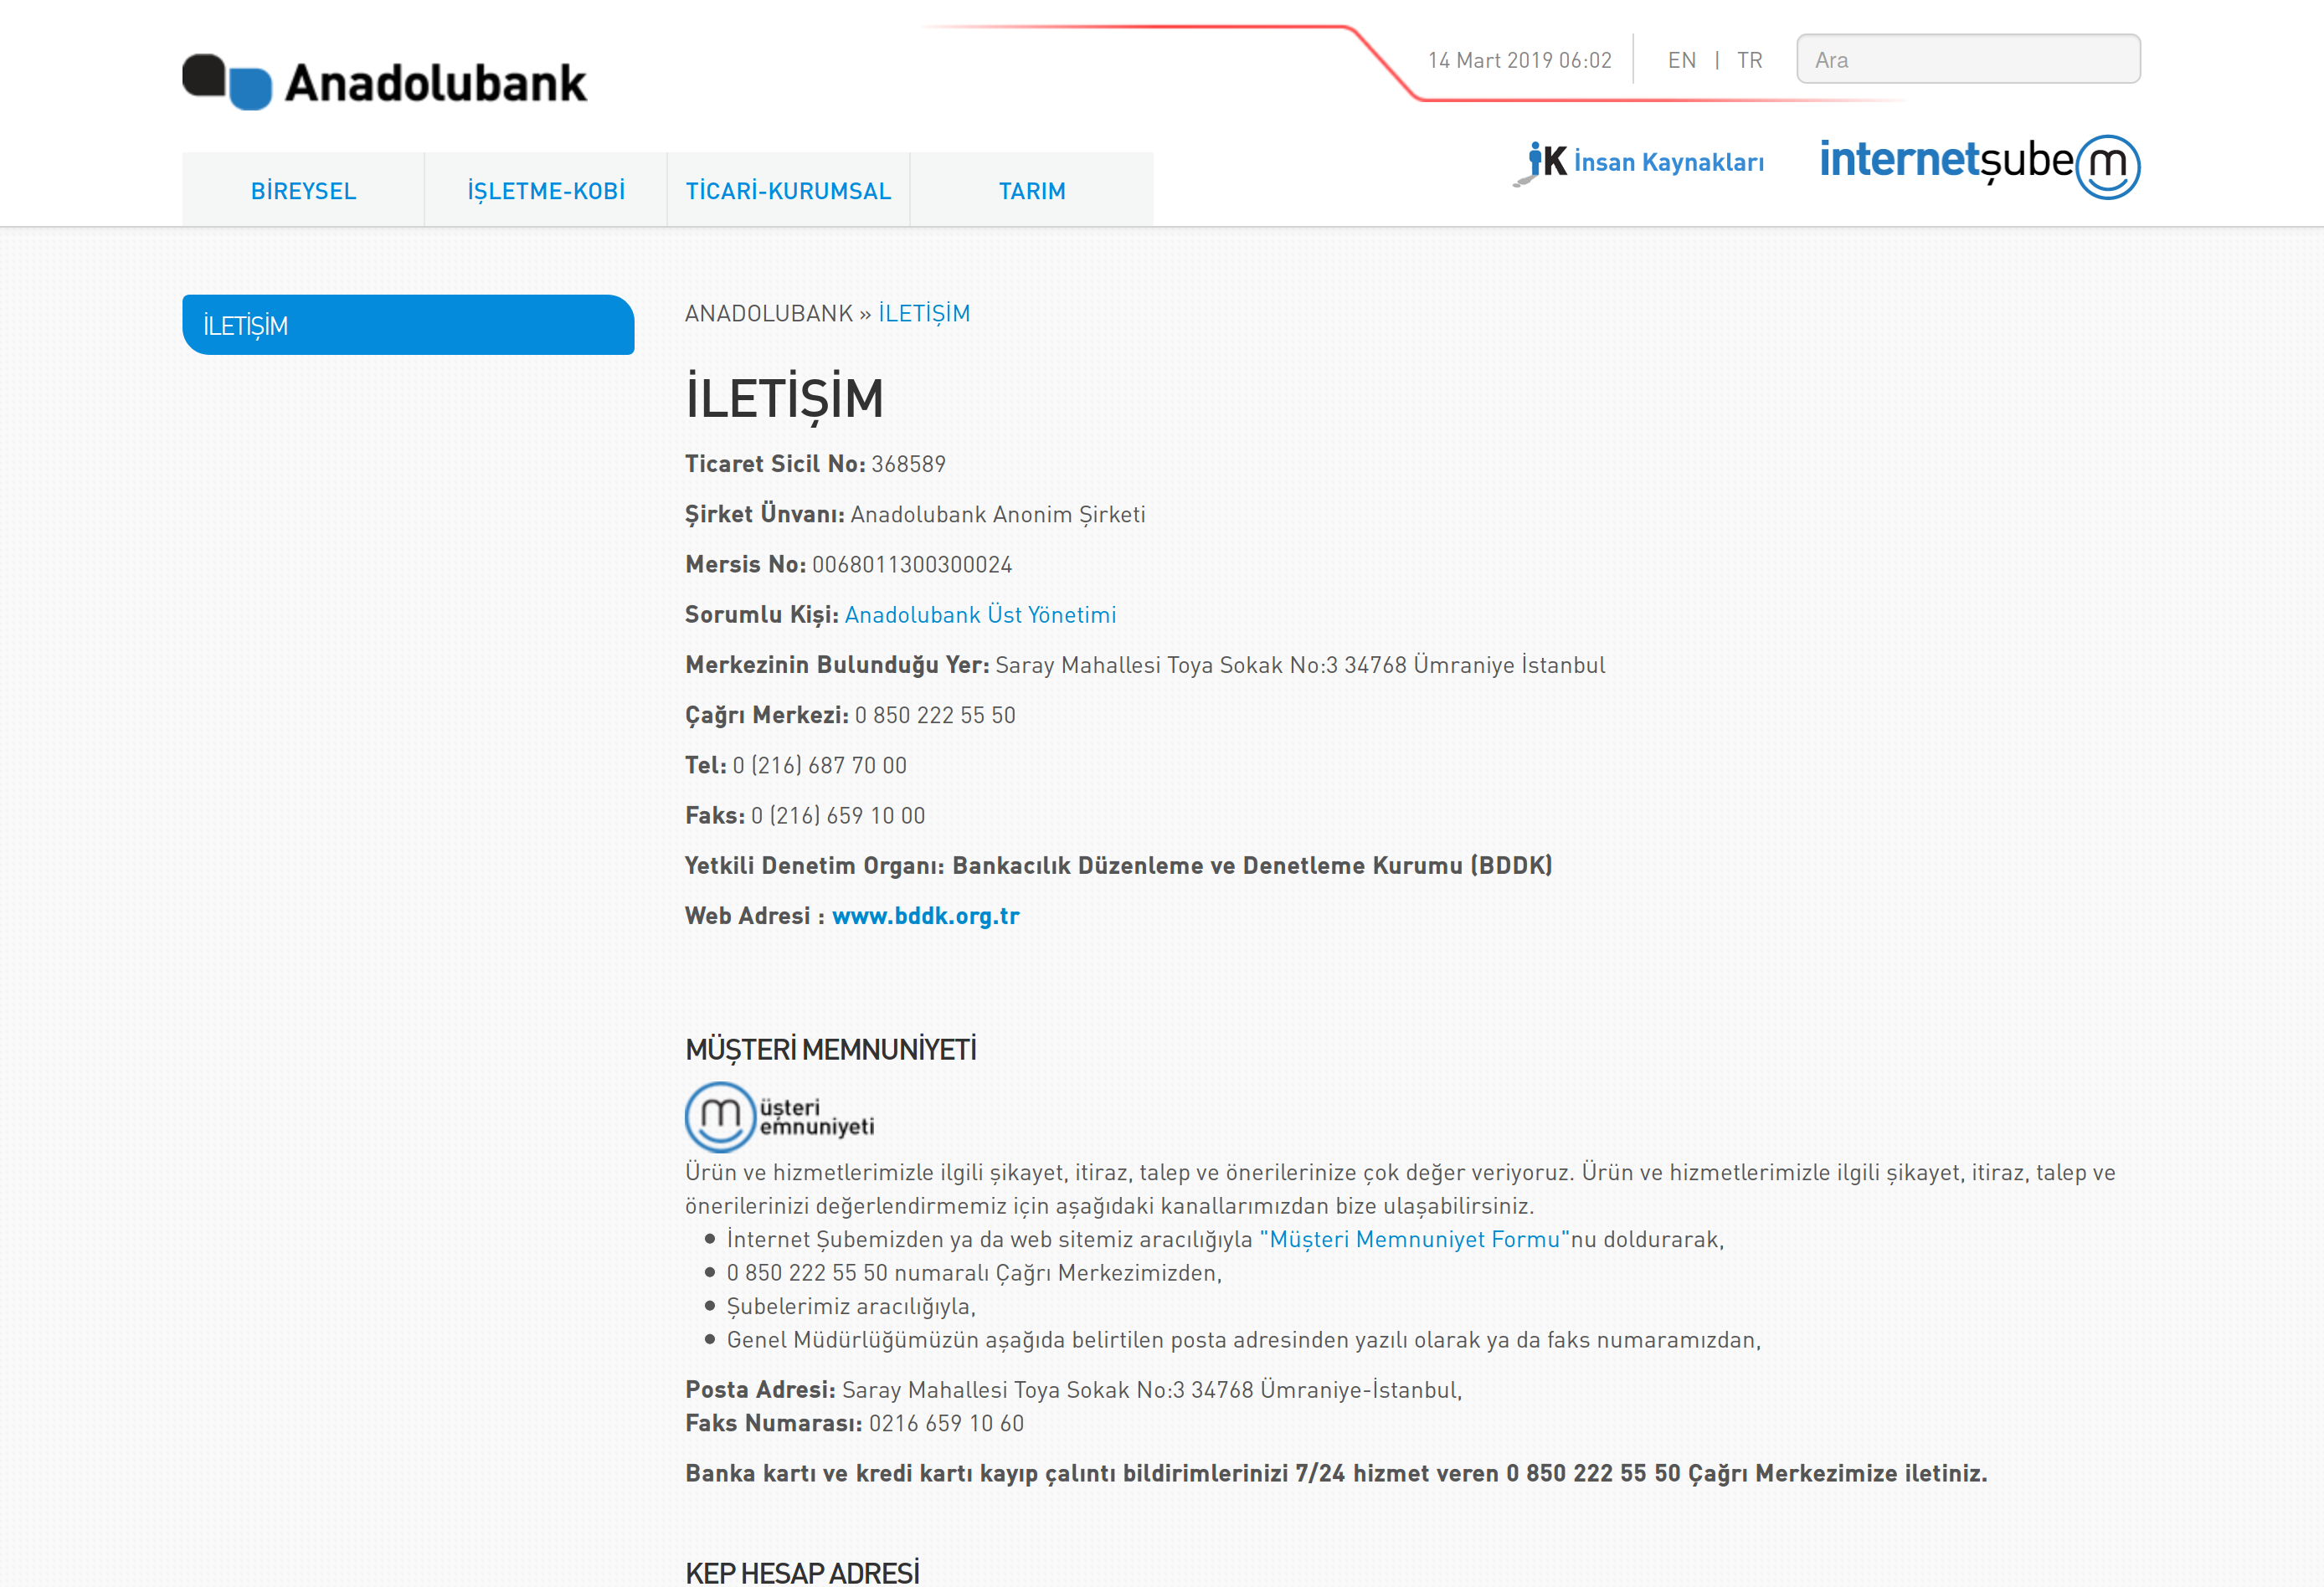 Anadolubank
14 Mart 2019 06:02
EN | TR
Ara
iK İnsan Kaynakları
internetşube m
BİREYSEL
İŞLETME-KOBİ
TİCARİ-KURUMSAL
TARIM
İLETİŞİM
ANADOLUBANK » İLETİŞİM
İLETİŞİM
Ticaret Sicil No: 368589
Şirket Ünvanı: Anadolubank Anonim Şirketi
Mersis No: 0068011300300024
Sorumlu Kişi: Anadolubank Üst Yönetimi
Merkezinin Bulunduğu Yer: Saray Mahallesi Toya Sokak No:3 34768 Ümraniye İstanbul
Çağrı Merkezi: 0 850 222 55 50
Tel: 0 (216) 687 70 00
Faks: 0 (216) 659 10 00
Yetkili Denetim Organı: Bankacılık Düzenleme ve Denetleme Kurumu (BDDK)
Web Adresi : www.bddk.org.tr
MÜŞTERİ MEMNUNİYETİ
m üşteri
emnuniyeti
Ürün ve hizmetlerimizle ilgili şikayet, itiraz, talep ve önerilerinize çok değer veriyoruz. Ürün ve hizmetlerimizle ilgili şikayet, itiraz, talep ve
önerilerinizi değerlendirmemiz için aşağıdaki kanallarımızdan bize ulaşabilirsiniz.
• İnternet Şubemizden ya da web sitemiz aracılığıyla "Müşteri Memnuniyet Formu"nu doldurarak,
• 0 850 222 55 50 numaralı Çağrı Merkezimizden,
• Şubelerimiz aracılığıyla,
• Genel Müdürlüğümüzün aşağıda belirtilen posta adresinden yazılı olarak ya da faks numaramızdan,
Posta Adresi: Saray Mahallesi Toya Sokak No:3 34768 Ümraniye-İstanbul,
Faks Numarası: 0216 659 10 60
Banka kartı ve kredi kartı kayıp çalıntı bildirimlerinizi 7/24 hizmet veren 0 850 222 55 50 Çağrı Merkezimize iletiniz.
KEP HESAP ADRESİ